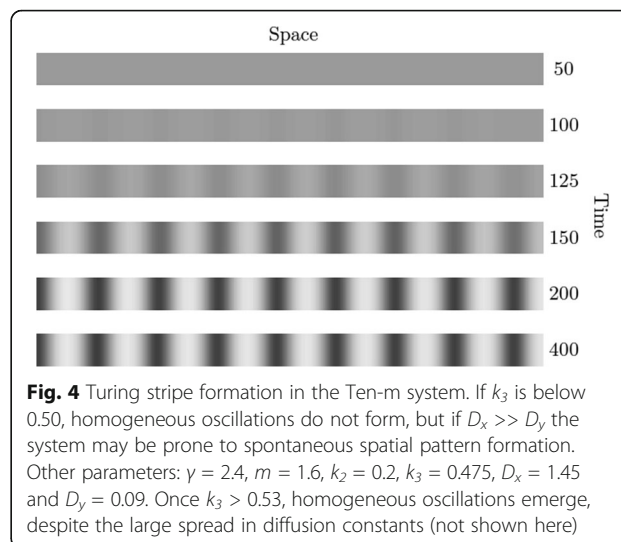 Space
50
100
125
150
200
400
Time
Fig. 4 Turing stripe formation in the Ten-m system. If k₃ is below
0.50, homogeneous oscillations do not form, but if Dₓ >> Dᵧ the
system may be prone to spontaneous spatial pattern formation.
Other parameters: γ = 2.4, m = 1.6, k₂ = 0.2, k₃ = 0.475, Dₓ = 1.45
and Dᵧ = 0.09. Once k₃ > 0.53, homogeneous oscillations emerge,
despite the large spread in diffusion constants (not shown here)